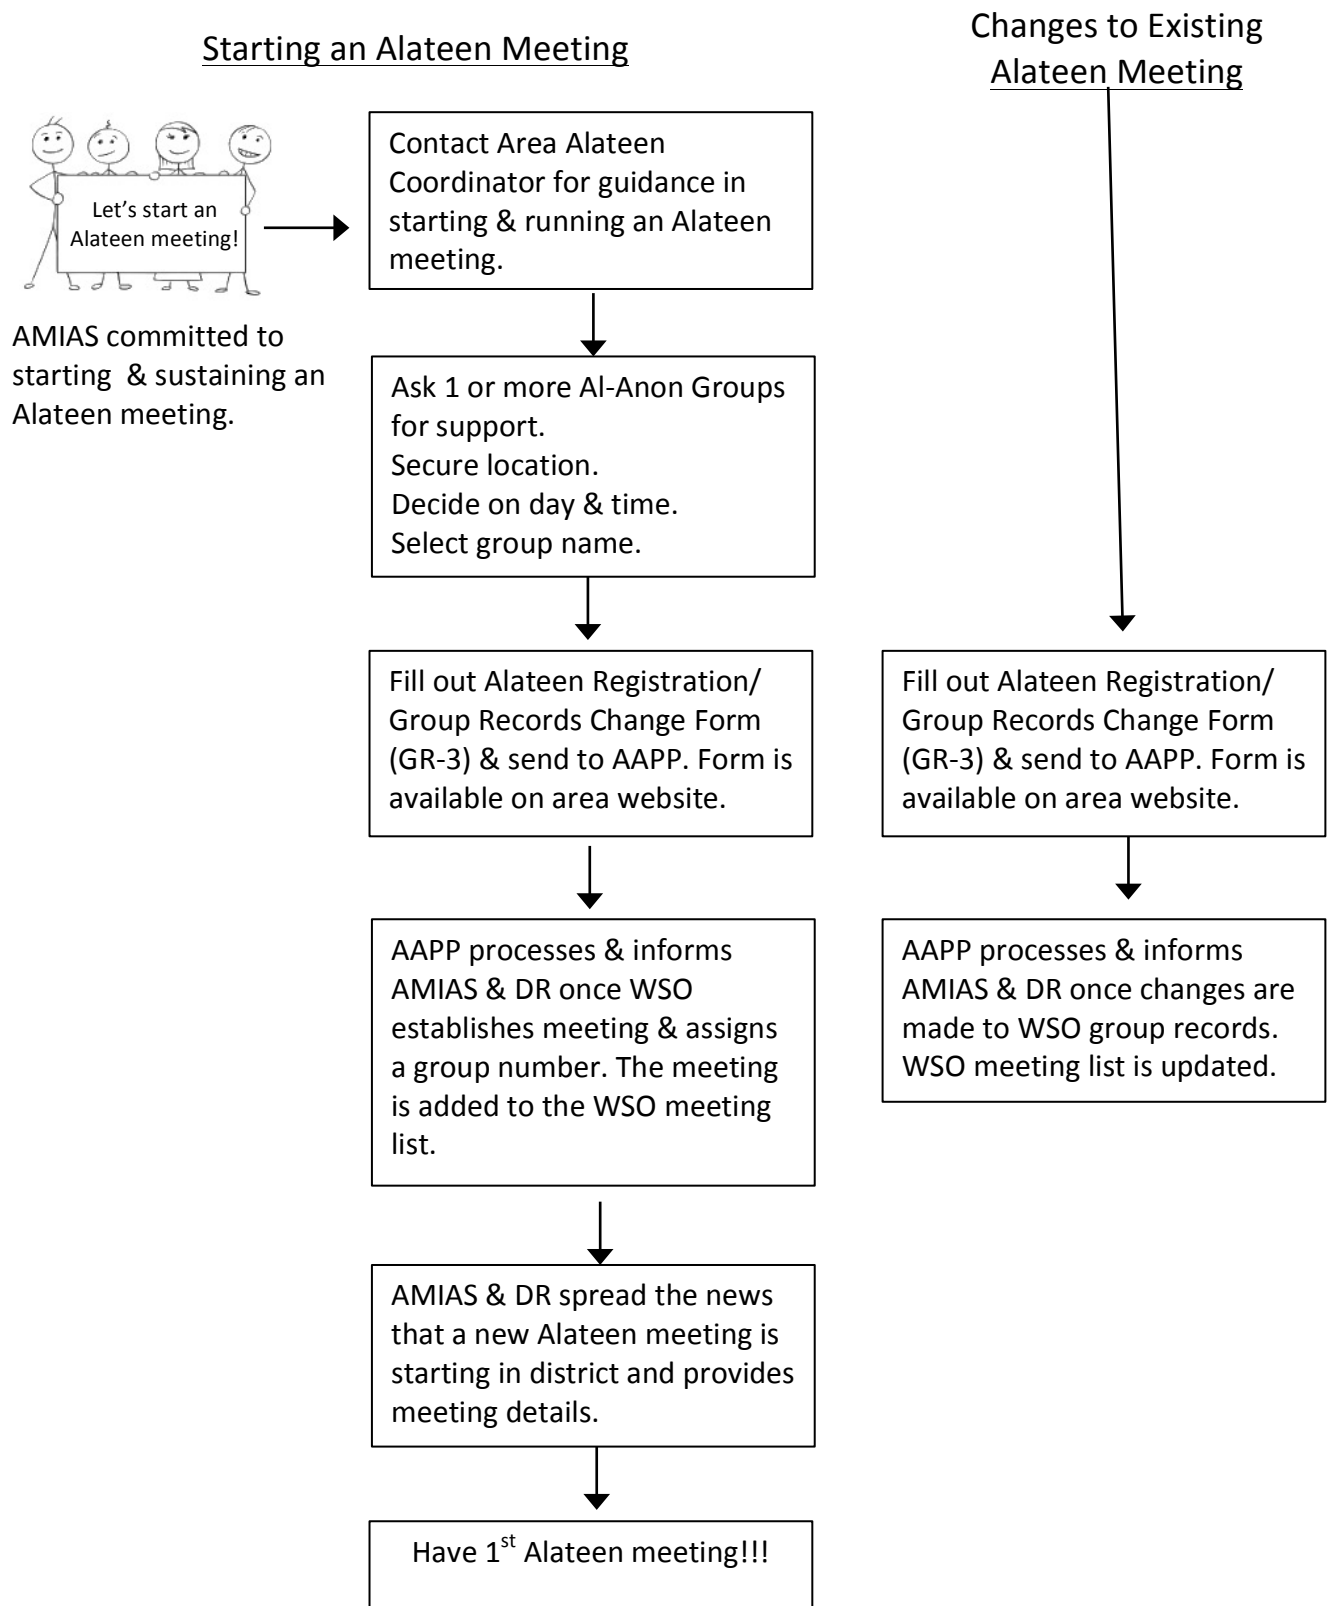 Starting an Alateen Meeting
Let's start an
Alateen meeting!
AMIAS committed to
starting & sustaining an
Alateen meeting.
Contact Area Alateen
Coordinator for guidance in
starting & running an Alateen
meeting.
Ask 1 or more Al-Anon Groups
for support.
Secure location.
Decide on day & time.
Select group name.
Fill out Alateen Registration/
Group Records Change Form
(GR-3) & send to AAPP. Form is
available on area website.
AAPP processes & informs
AMIAS & DR once WSO
establishes meeting & assigns
a group number. The meeting
is added to the WSO meeting
list.
AMIAS & DR spread the news
that a new Alateen meeting is
starting in district and provides
meeting details.
Have 1st Alateen meeting!!!
Changes to Existing
Alateen Meeting
Fill out Alateen Registration/
Group Records Change Form
(GR-3) & send to AAPP. Form is
available on area website.
AAPP processes & informs
AMIAS & DR once changes are
made to WSO group records.
WSO meeting list is updated.